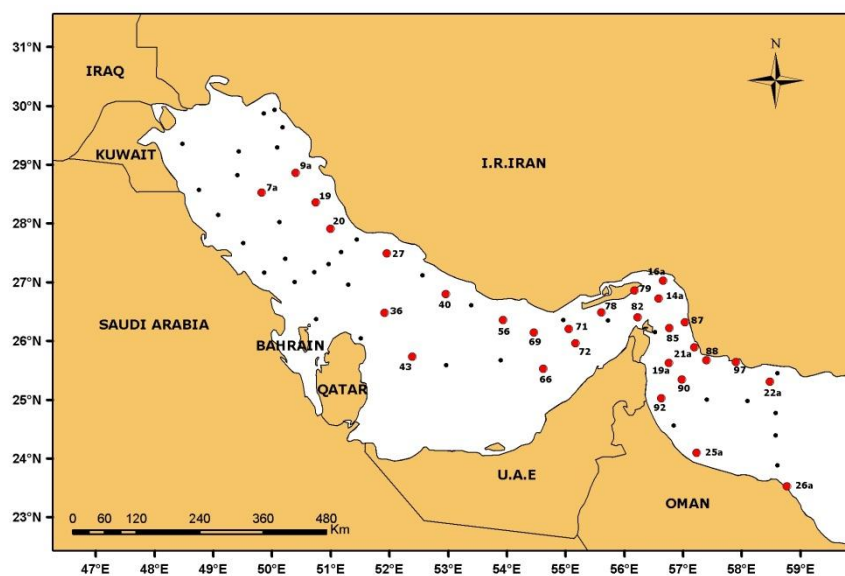 31°N
N
IRAQ
30°N
KUWAIT
9a
I.R.IRAN
29°N
7a
19
28°N
20
27
27°N
16a
79
14a
40
78
82
36
87
26°N
SAUDI ARABIA
56
69
71
85
BAHRAIN
72
21a
88
43
97
19a
66
22a
QATAR
90
25°N
92
24°N
25a
U.A.E
26a
OMAN
23°N
0 60 120 240 360 480
Km
47°E 48°E 49°E 50°E 51°E 52°E 53°E 54°E 55°E 56°E 57°E 58°E 59°E